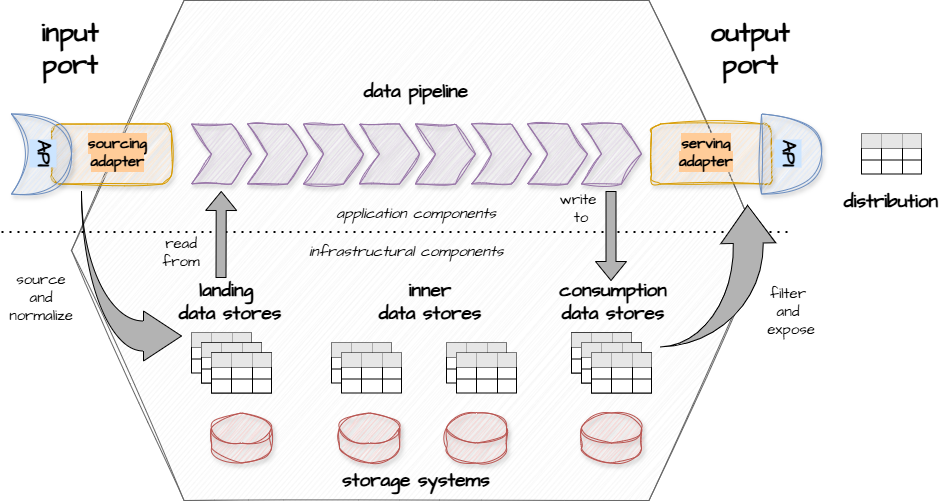 input
port
output
port
data pipeline
API
sourcing
adapter
serving
adapter
API
distribution
application components
write
to
read
from
infrastructural components
source
and
normalize
landing
data stores
inner
data stores
consumption
data stores
filter
and
expose
storage systems